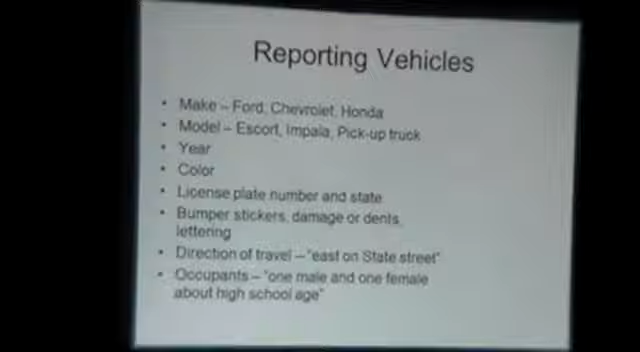 Reporting Vehicles
• Make – Ford, Chevrolet, Honda
• Model – Escort, Impala, Pick-up truck
• Year
• Color
• License plate number and state
• Bumper stickers, damage or dents,
lettering
• Direction of travel – "east on State street"
• Occupants – "one male and one female
about high school age"